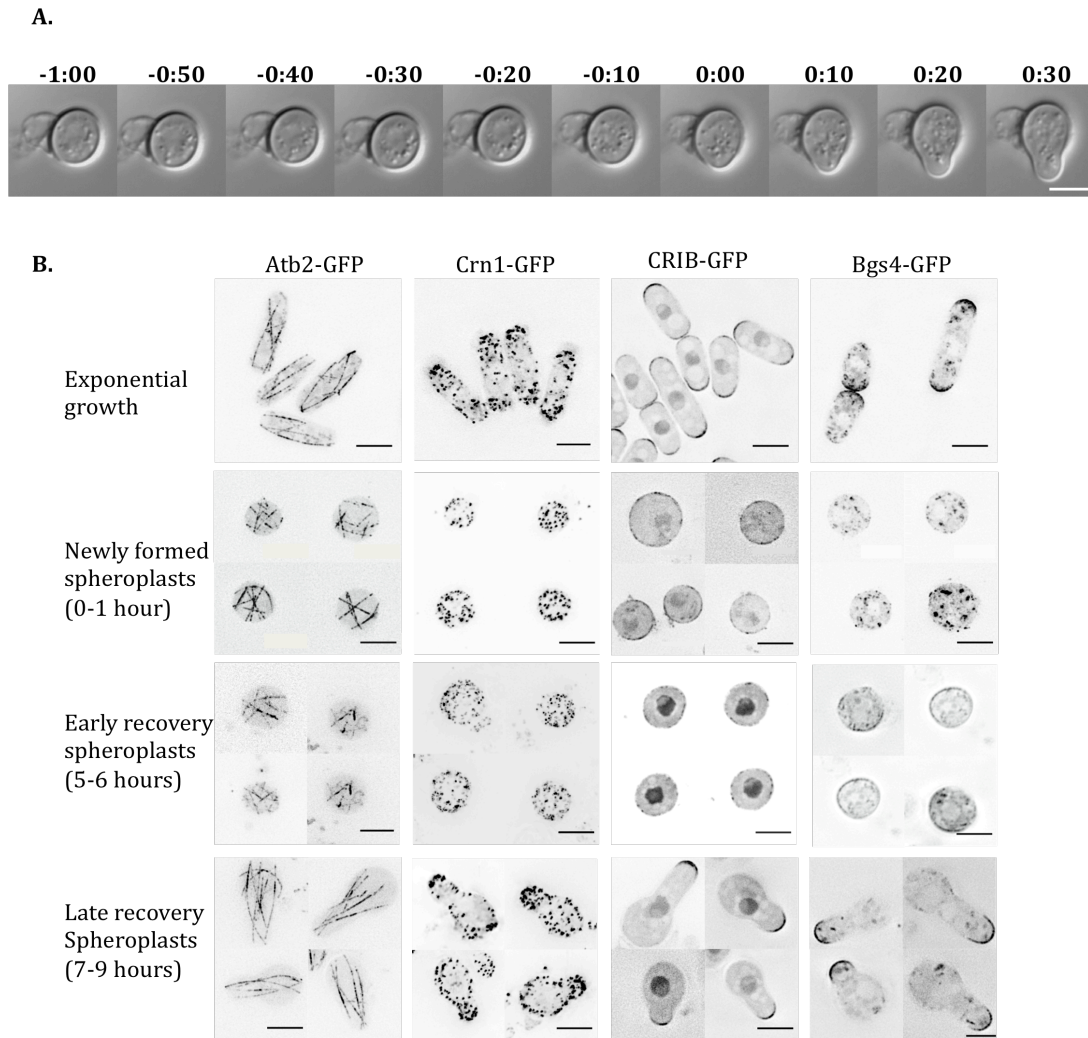 A.
-1:00 -0:50 -0:40 -0:30 -0:20 -0:10 0:00 0:10 0:20 0:30
B.
Atb2-GFP Crn1-GFP CRIB-GFP Bgs4-GFP
Exponential
growth
Newly formed
spheroplasts
(0-1 hour)
Early recovery
spheroplasts
(5-6 hours)
Late recovery
Spheroplasts
(7-9 hours)